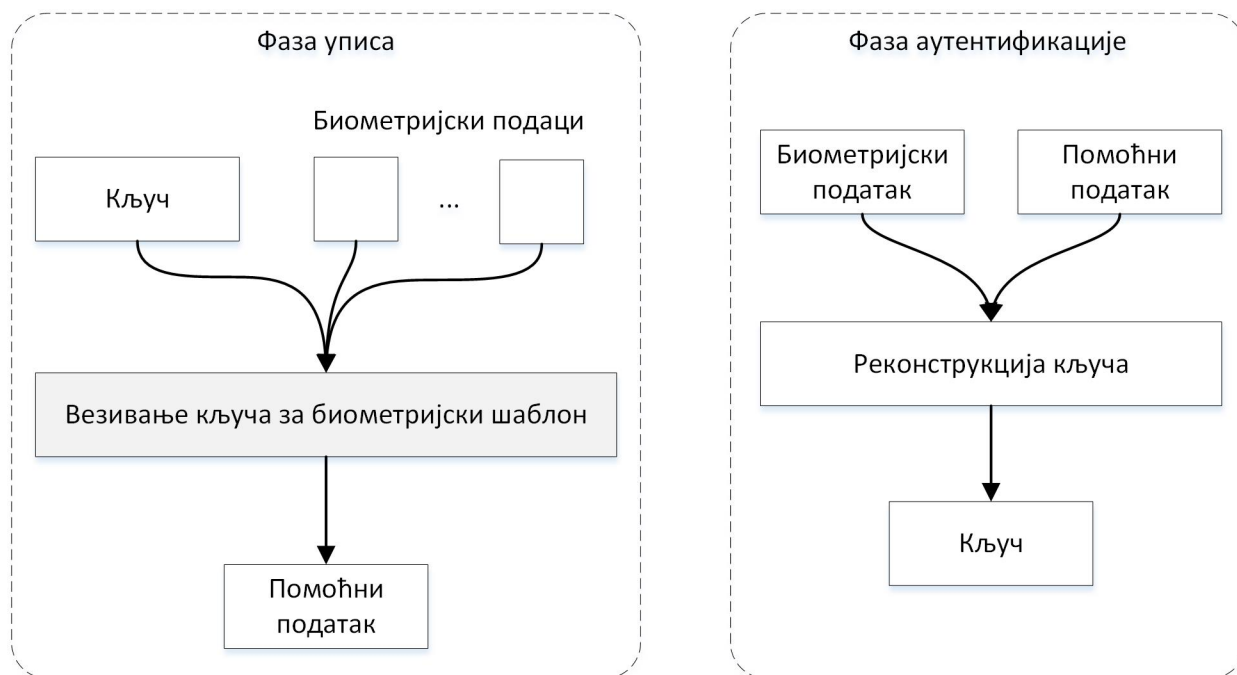 Фаза уписа
Биометријски подаци
Кључ
...
Везивање кључа за биометријски шаблон
Помоћни
податак
Фаза аутентификације
Биометријски
податак
Помоћни
податак
Реконструкција кључа
Кључ